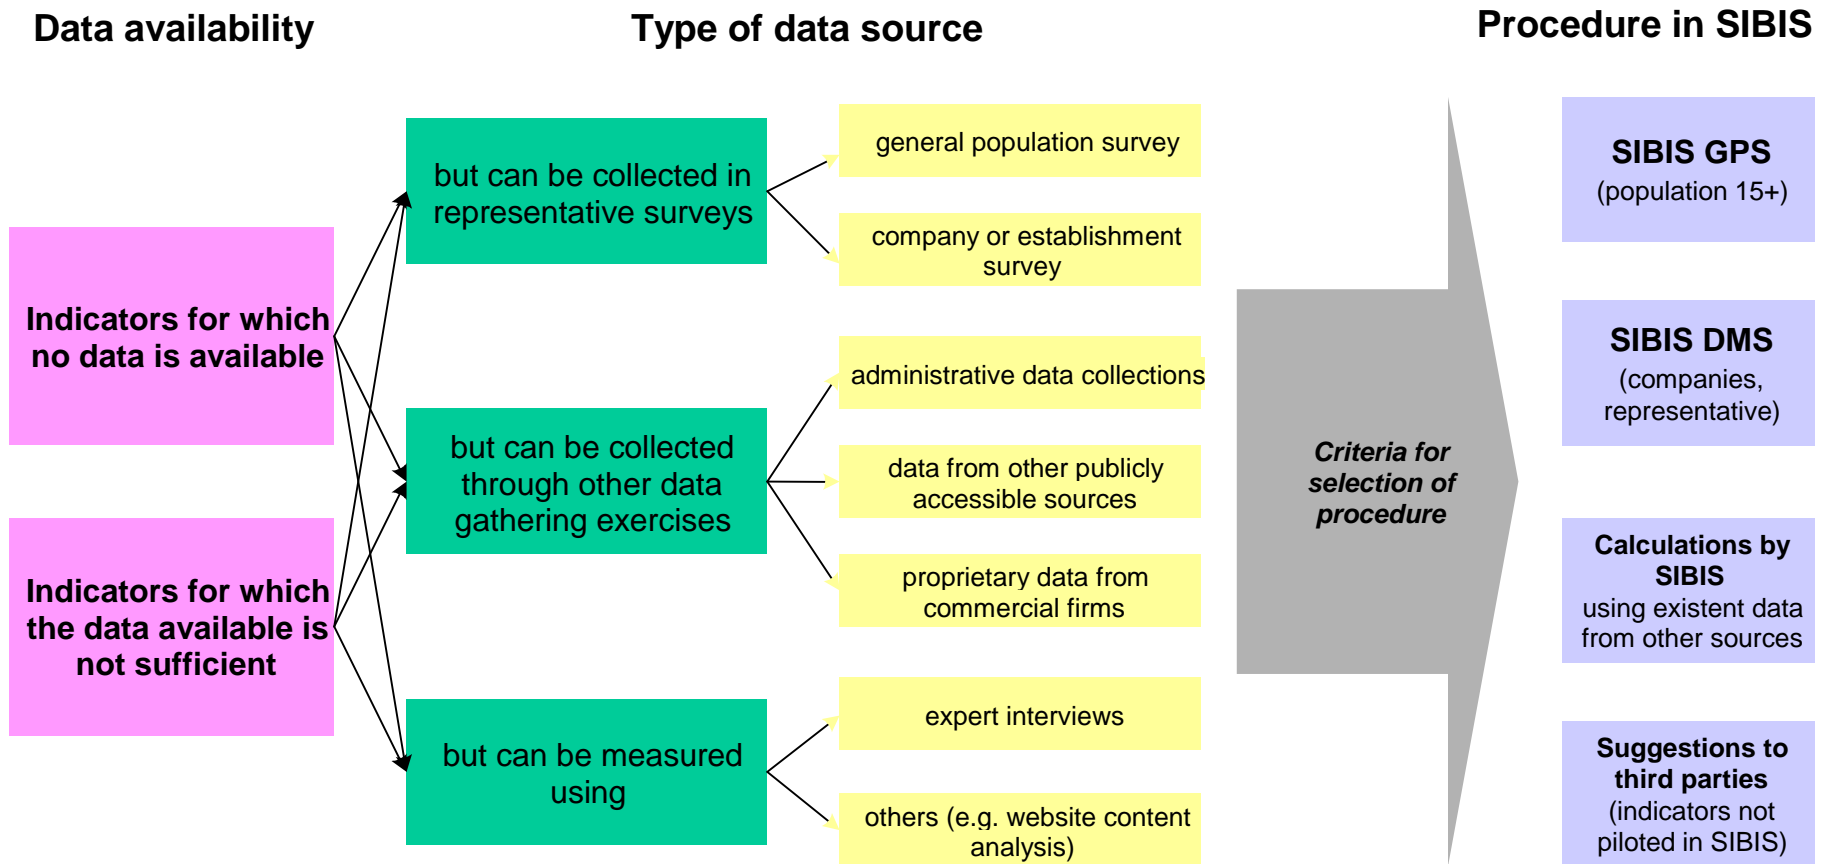 Data availability
Type of data source
Procedure in SIBIS
Indicators for which
no data is available
Indicators for which
the data available is
not sufficient
but can be collected in
representative surveys
but can be collected
through other data
gathering exercises
but can be measured
using
general population survey
company or establishment
survey
administrative data collections
data from other publicly
accessible sources
proprietary data from
commercial firms
expert interviews
others (e.g. website content
analysis)
Criteria for
selection of
procedure
SIBIS GPS
(population 15+)
SIBIS DMS
(companies,
representative)
Calculations by
SIBIS
using existent data
from other sources
Suggestions to
third parties
(indicators not
piloted in SIBIS)